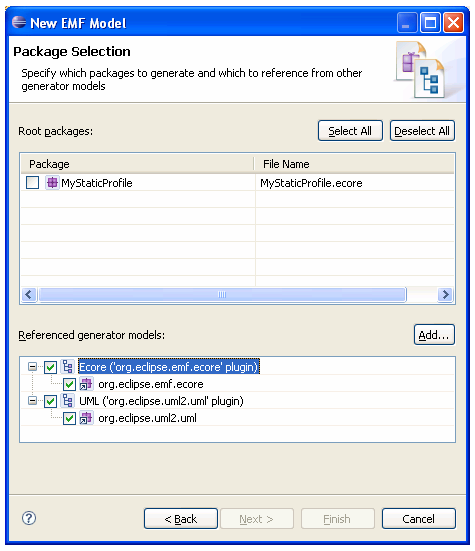 New EMF Model
Package Selection
Specify which packages to generate and which to reference from other
generator models
Root packages:
Select All
Deselect All
Package
File Name
MyStaticProfile
MyStaticProfile.ecore
Referenced generator models:
Add...
Ecore ('org.eclipse.emf.ecore' plugin)
org.eclipse.emf.ecore
UML ('org.eclipse.uml2.uml' plugin)
org.eclipse.uml2.uml
?
< Back
Next >
Finish
Cancel